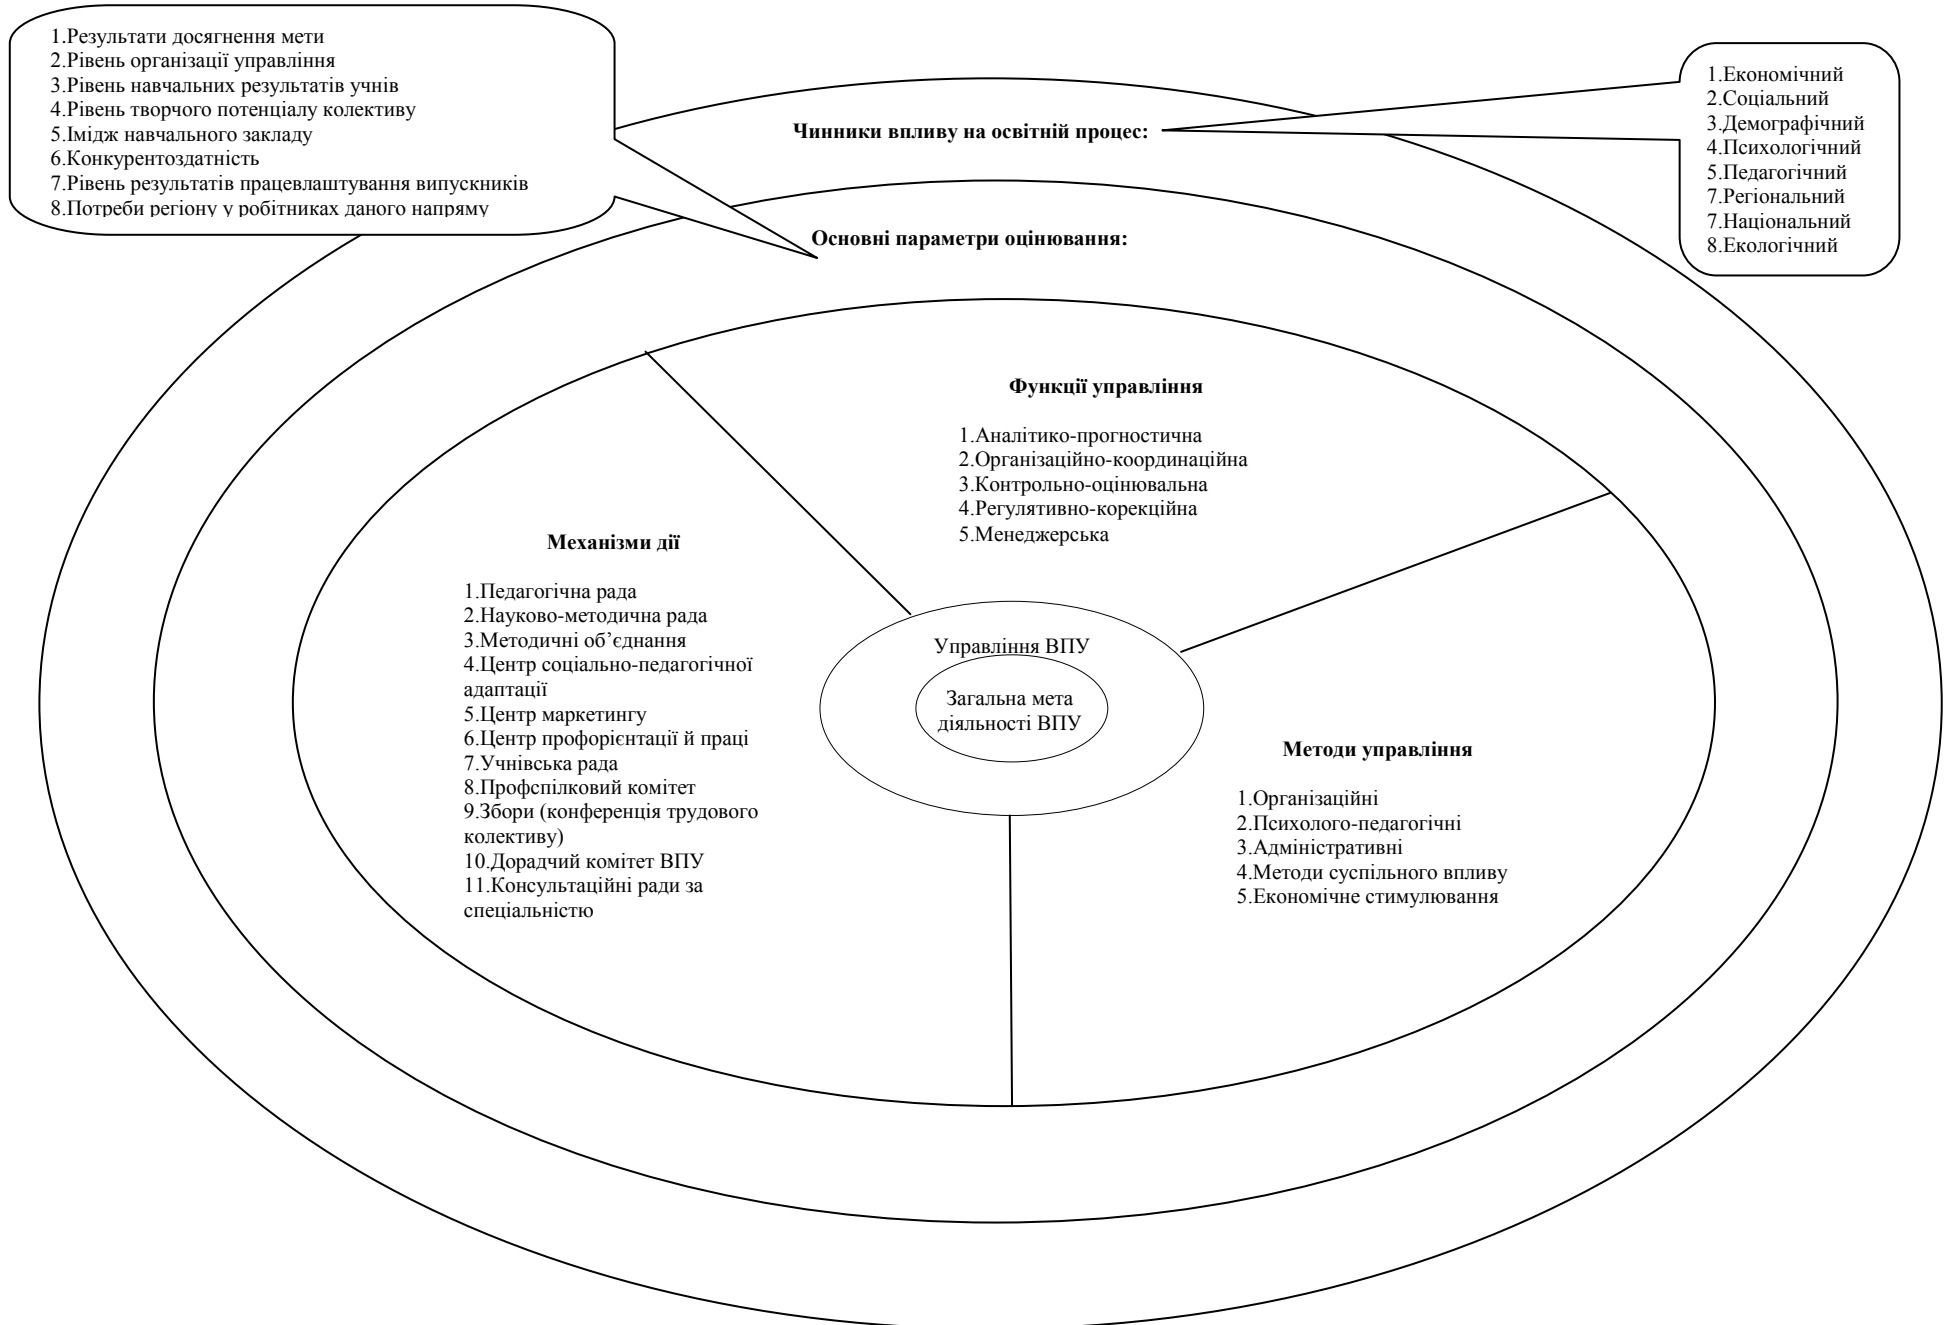 1.Результати досягнення мети
2.Рівень організації управління
3.Рівень навчальних результатів учнів
4.Рівень творчого потенціалу колективу
5.Імідж навчального закладу
6.Конкурентоздатність
7.Рівень результатів працевлаштування випускників
8.Потреби регіону у робітниках даного напряму
1.Економічний
2.Соціальний
3.Демографічний
4.Психологічний
5.Педагогічний
7.Регіональний
7.Національний
8.Екологічний
Чинники впливу на освітній процес:
Основні параметри оцінювання:
Функції управління
1.Аналітико-прогностична
2.Організаційно-координаційна
3.Контрольно-оцінювальна
4.Регулятивно-корекційна
5.Менеджерська
Механізми дії
1.Педагогічна рада
2.Науково-методична рада
3.Методичні об’єднання
4.Центр соціально-педагогічної
адаптації
5.Центр маркетингу
6.Центр профорієнтації й праці
7.Учнівська рада
8.Профспілковий комітет
9.Збори (конференція трудового
колективу)
10.Дорадчий комітет ВПУ
11.Консультаційні ради за
спеціальністю
Управління ВПУ
Загальна мета
діяльності ВПУ
Методи управління
1.Організаційні
2.Психолого-педагогічні
3.Адміністративні
4.Методи суспільного впливу
5.Економічне стимулювання